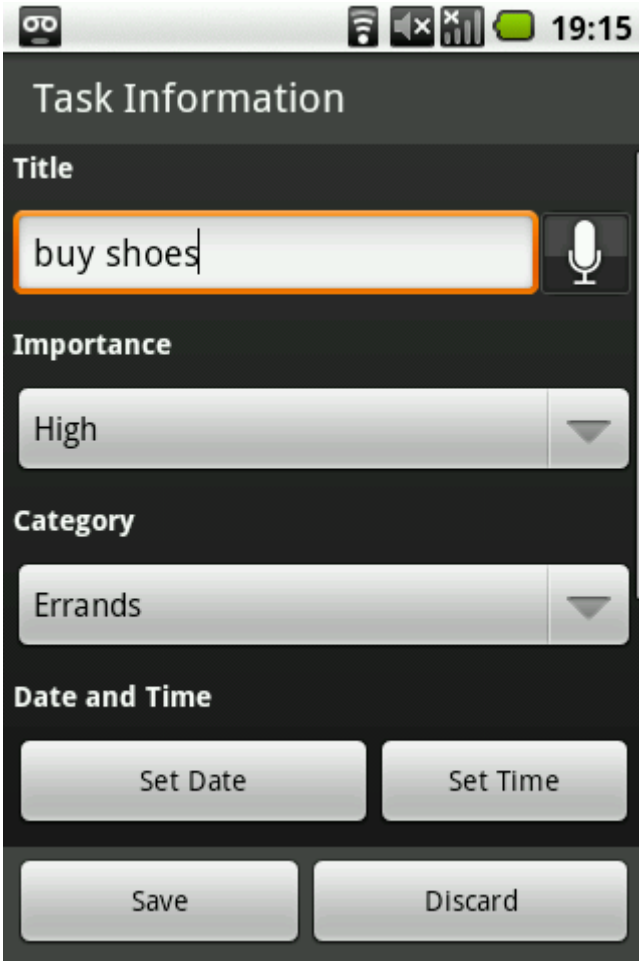 19:15
Task Information
Title
buy shoes
Importance
High
Category
Errands
Date and Time
Set Date Set Time
Save Discard